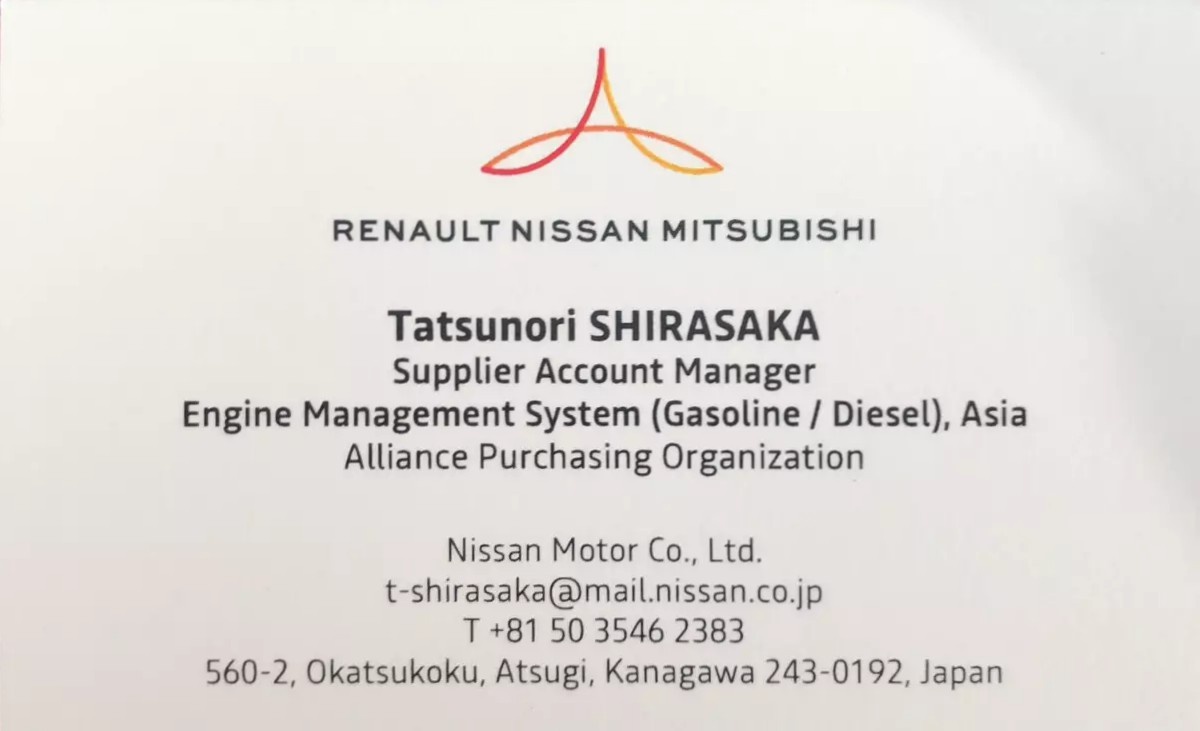 RENAULT NISSAN MITSUBISHI
Tatsunori SHIRASAKA
Supplier Account Manager
Engine Management System (Gasoline / Diesel), Asia
Alliance Purchasing Organization
Nissan Motor Co., Ltd.
t-shirasaka@mail.nissan.co.jp
T +81 50 3546 2383
560-2, Okatsukoku, Atsugi, Kanagawa 243-0192, Japan